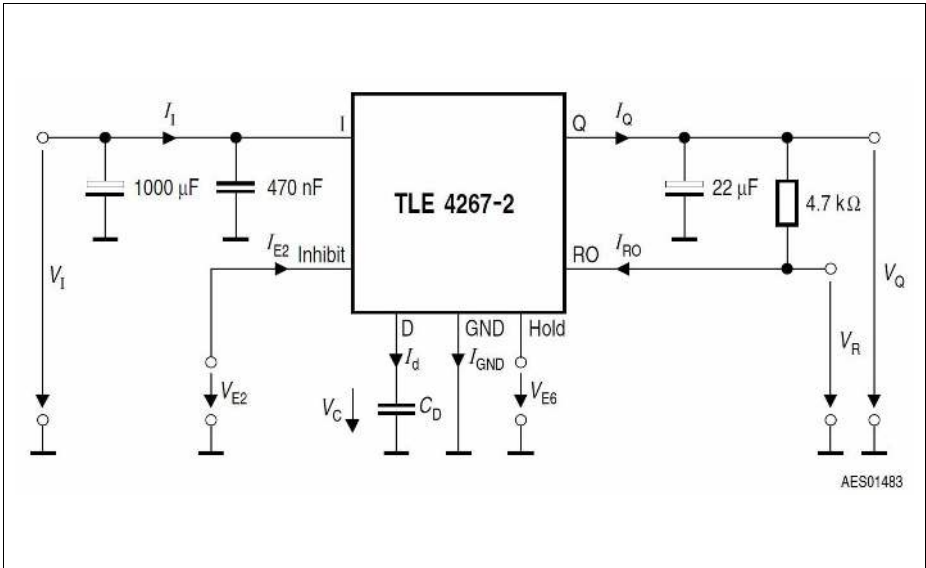 I_I
I
Q
I_Q
1000 µF
470 nF
TLE 4267-2
22 µF
4.7 kΩ
I_E2
Inhibit
RO
I_RO
V_I
V_Q
D
GND
Hold
V_R
I_d
I_GND
V_E2
V_C
C_D
V_E6
AES01483